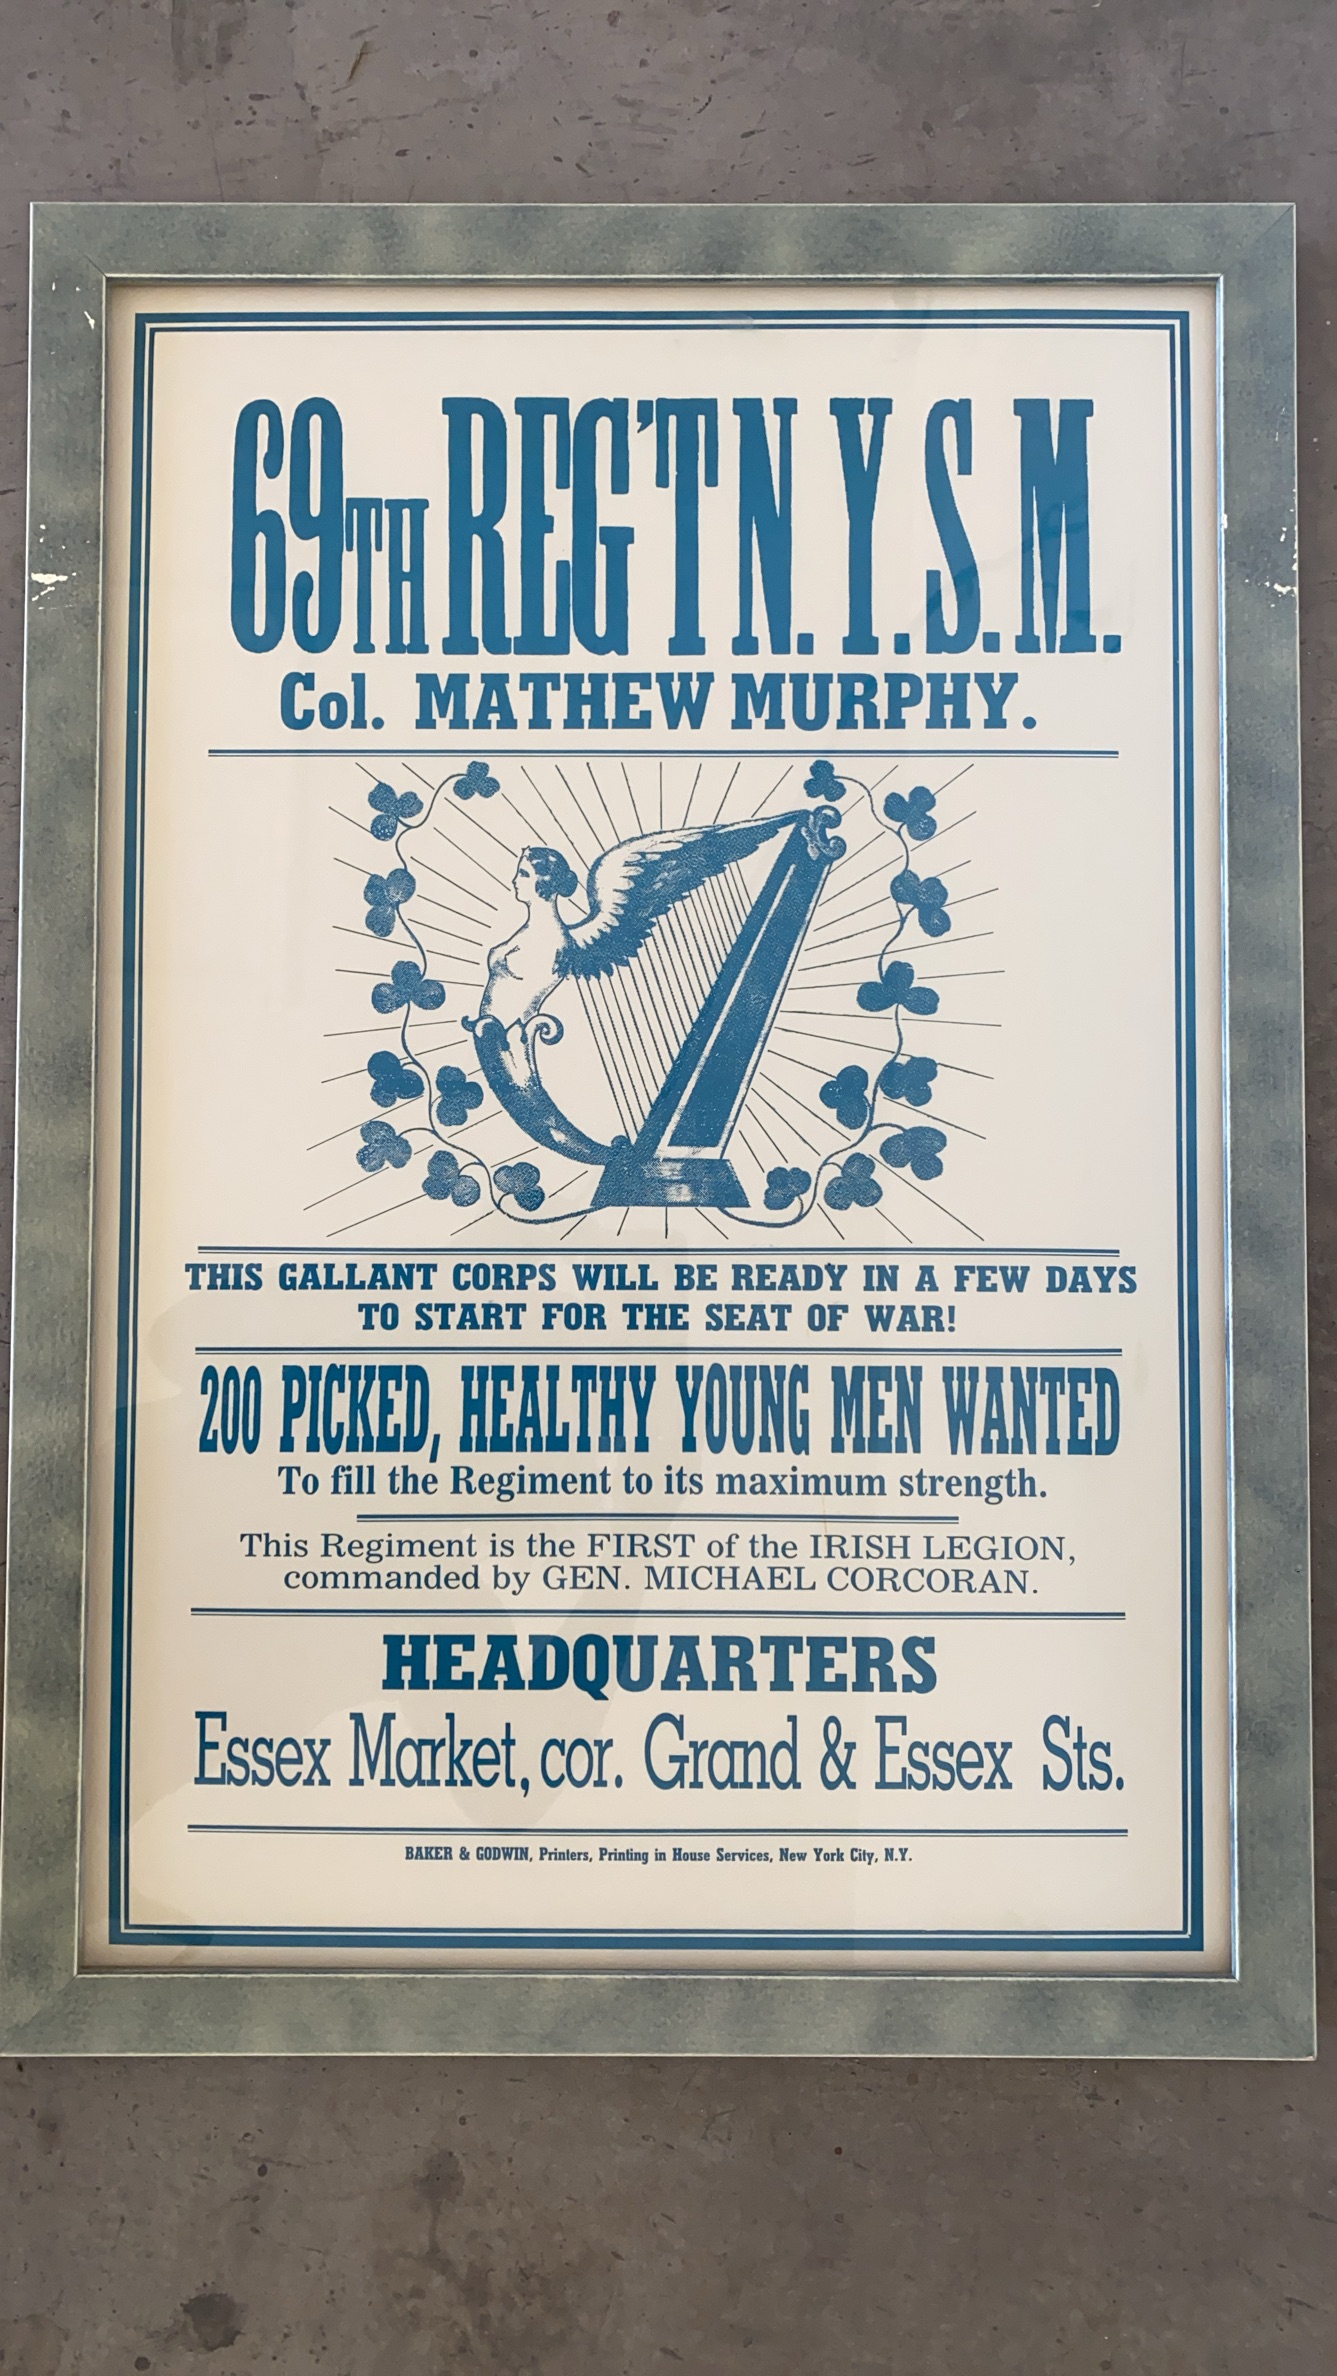 69TH REG'T N.Y.S.M.
Col. MATHEW MURPHY.
THIS GALLANT CORPS WILL BE READY IN A FEW DAYS
TO START FOR THE SEAT OF WAR!
200 PICKED, HEALTHY YOUNG MEN WANTED
To fill the Regiment to its maximum strength.
This Regiment is the FIRST of the IRISH LEGION,
commanded by GEN. MICHAEL CORCORAN.
HEADQUARTERS
Essex Market, cor. Grand & Essex Sts.
BAKER & GODWIN, Printers, Printing in House Services, New York City, N.Y.